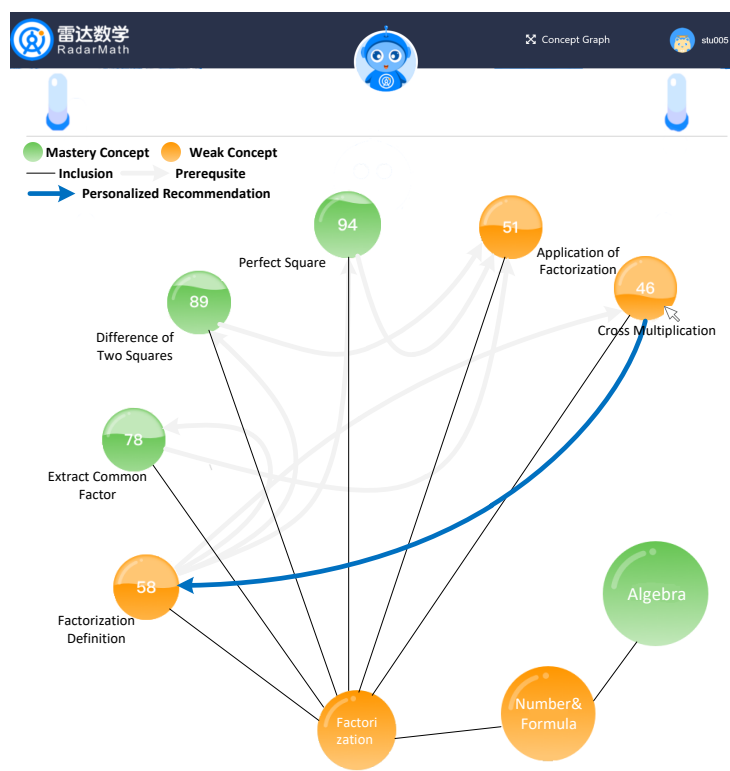 雷达数学
RadarMath
Concept Graph
stu005
Mastery Concept
Weak Concept
Inclusion
Prerequsite
Personalized Recommendation
94
Perfect Square
51
Application of
Factorization
46
Cross Multiplication
89
Difference of
Two Squares
78
Extract Common
Factor
58
Factorization
Definition
Algebra
Number&
Formula
Factori
zation